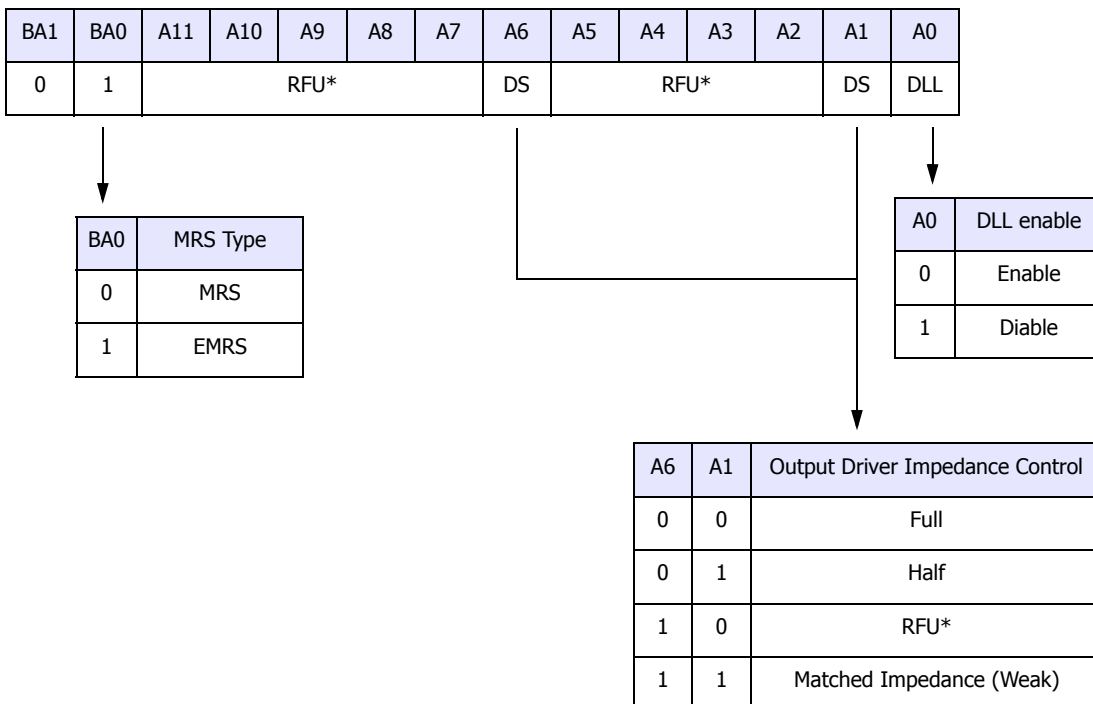 BA1 BA0 A11 A10 A9 A8 A7 A6 A5 A4 A3 A2 A1 A0
0 1 RFU* DS RFU* DS DLL
BA0 MRS Type
0 MRS
1 EMRS
A0 DLL enable
0 Enable
1 Diable
A6 A1 Output Driver Impedance Control
0 0 Full
0 1 Half
1 0 RFU*
1 1 Matched Impedance (Weak)